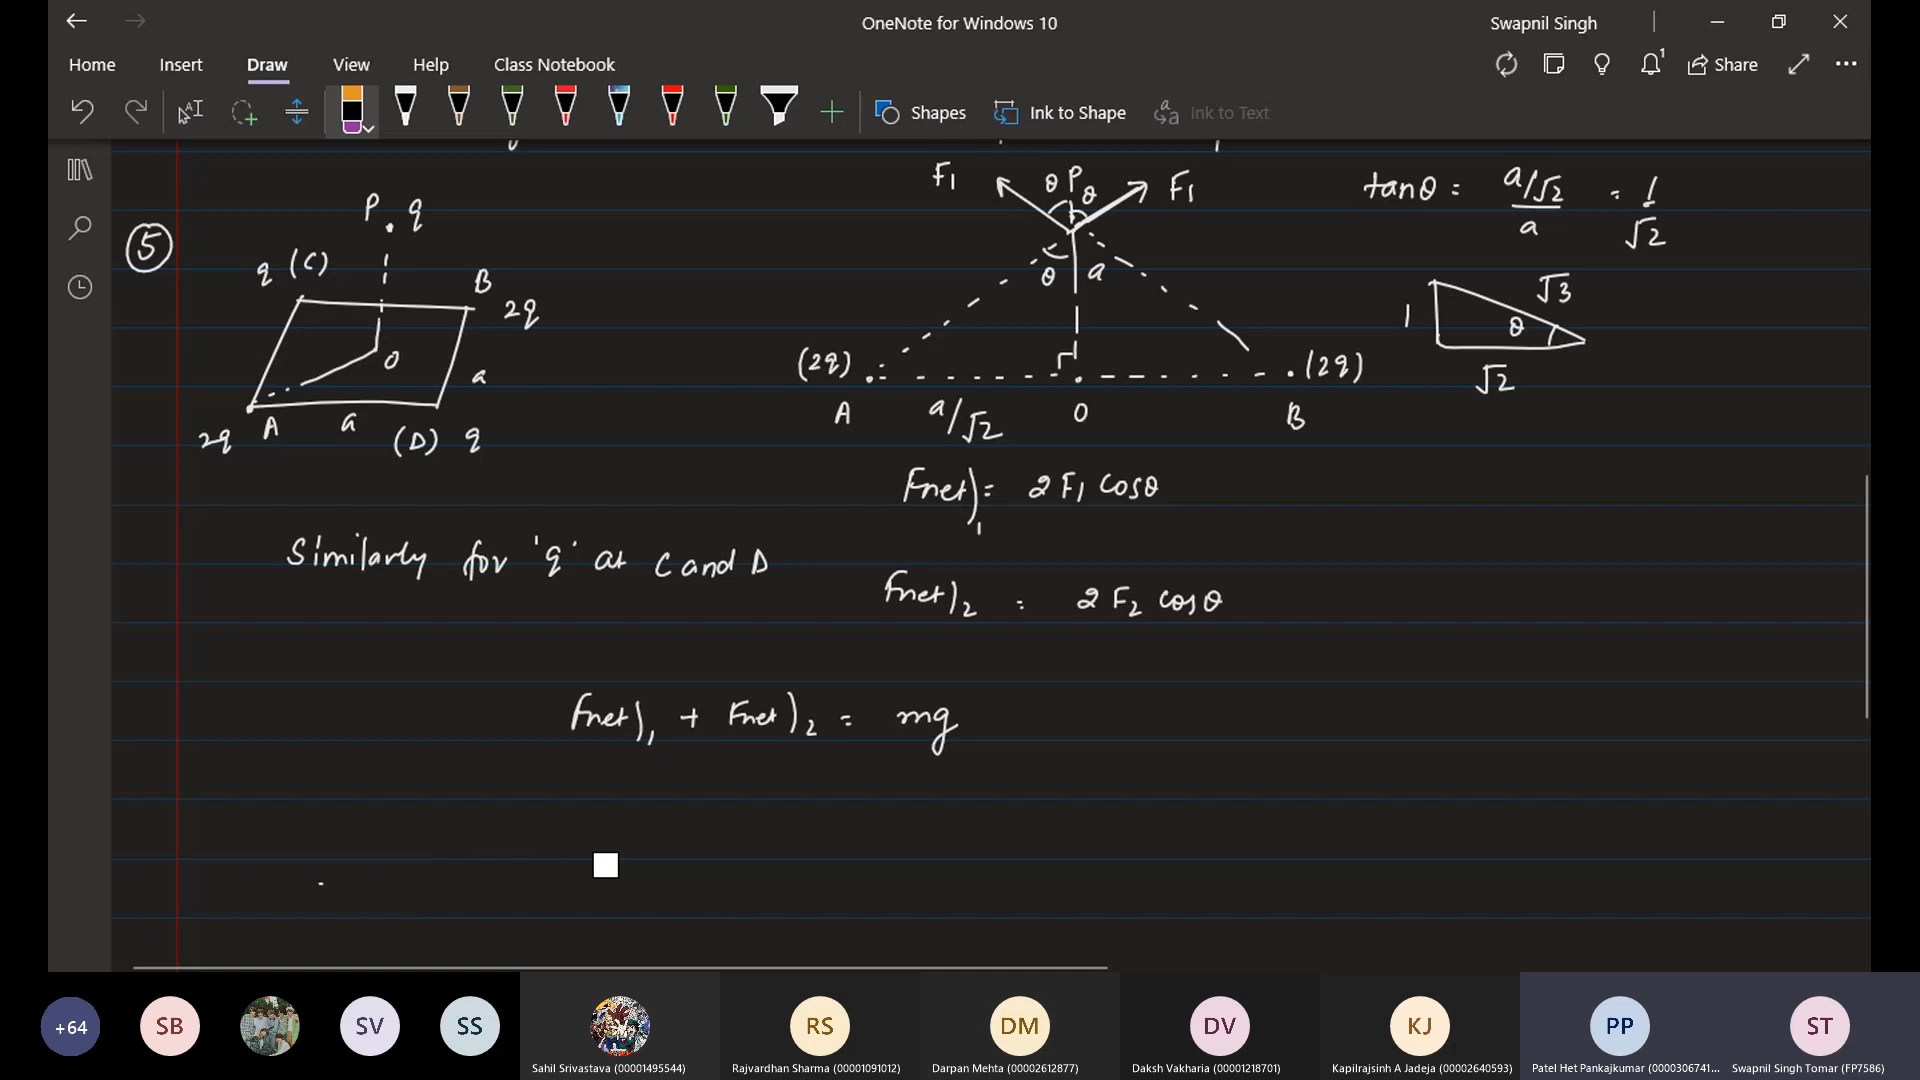 OneNote for Windows 10
Swapnil Singh
Home Insert Draw View Help Class Notebook
1
Share
Shapes Ink to Shape Ink to Text
5
P q
q (C)
B
2q
O
a
2q A a (D) q
F1 θ P θ F1
θ a
(2q) (2q)
A a/√2 O B
tanθ = a/√2 / a = 1/√2
1 √3 θ √2
Fnet)1 = 2 F1 cosθ
Similarly for 'q' at C and D
Fnet)2 = 2 F2 cosθ
Fnet)1 + Fnet)2 = mg
+64 SB SV SS RS DM DV KJ PP ST
Sahil Srivastava (00001495544) Rajvardhan Sharma (00001091012) Darpan Mehta (00002612877) Daksh Vakharia (00001218701) Kapilrajsinh A Jadeja (00002640593) Patel Het Pankajkumar (0000306741... Swapnil Singh Tomar (FP7586)